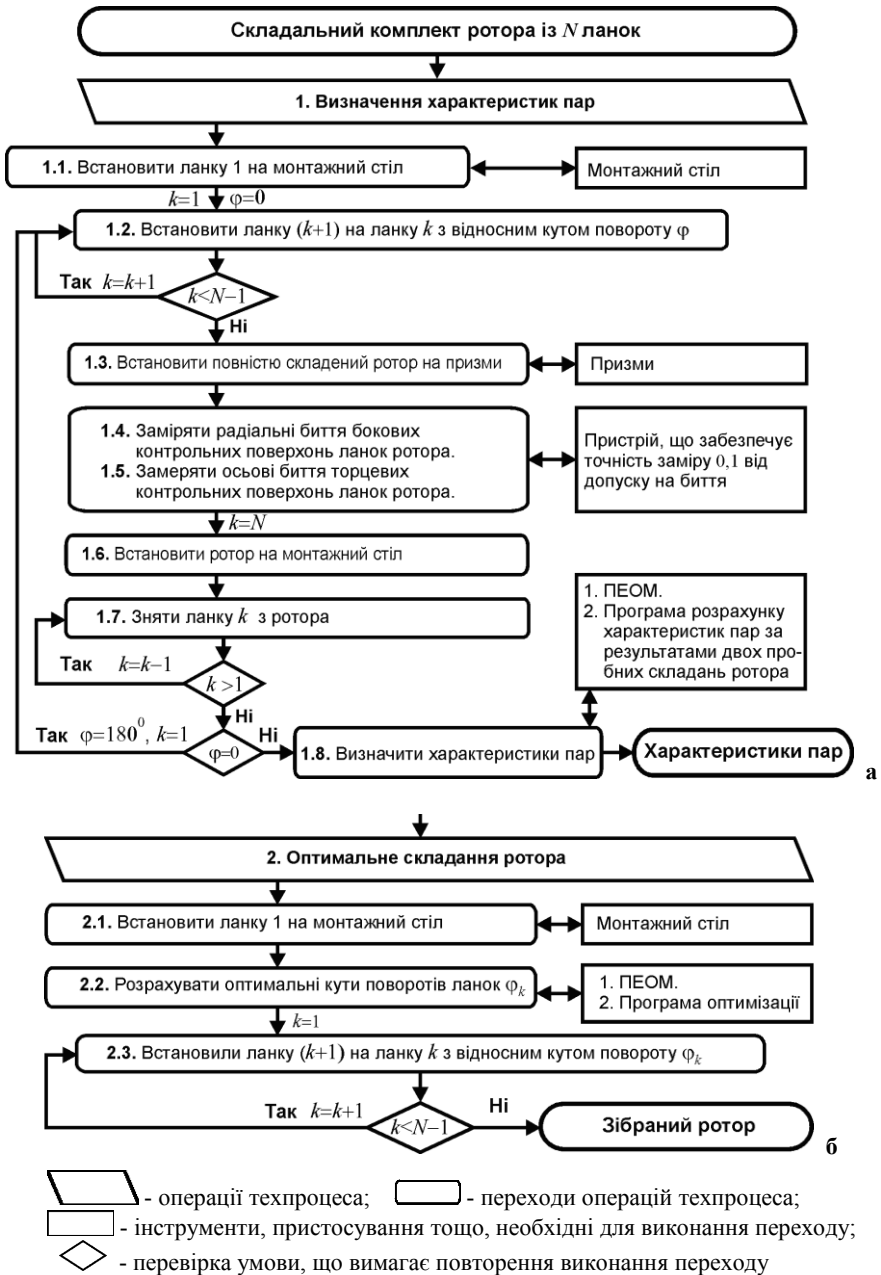 Складальний комплект ротора із N ланок
1. Визначення характеристик пар
1.1. Встановити ланку 1 на монтажний стіл
Монтажний стіл
k=1 φ=0
1.2. Встановити ланку (k+1) на ланку k з відносним кутом повороту φ
Так k=k+1
k<N−1
Ні
1.3. Встановити повністю складений ротор на призми
Призми
1.4. Заміряти радіальні биття бокових
контрольних поверхонь ланок ротора.
1.5. Замеряти осьові биття торцевих
контрольних поверхонь ланок ротора.
Пристрій, що забезпечує
точність заміру 0,1 від
допуску на биття
k=N
1.6. Встановити ротор на монтажний стіл
1.7. Зняти ланку k з ротора
1. ПЕОМ.
2. Програма розрахунку
характеристик пар за
результатами двох про-
бних складань ротора
Так k=k−1
k >1
Ні
Так φ=180⁰, k=1
φ=0
Ні
1.8. Визначити характеристики пар
Характеристики пар
а
2. Оптимальне складання ротора
2.1. Встановити ланку 1 на монтажний стіл
Монтажний стіл
2.2. Розрахувати оптимальні кути поворотів ланок φk
1. ПЕОМ.
2. Програма оптимізації
k=1
2.3. Встановили ланку (k+1) на ланку k з відносним кутом повороту φk
Так k=k+1
k<N−1
Ні
Зібраний ротор
б
- операції техпроцеса;
- переходи операцій техпроцеса;
- інструменти, пристосування тощо, необхідні для виконання переходу;
- перевірка умови, що вимагає повторення виконання переходу